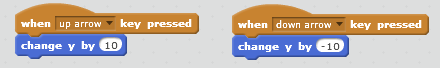 when up arrow key pressed
change y by 10
when down arrow key pressed
change y by -10